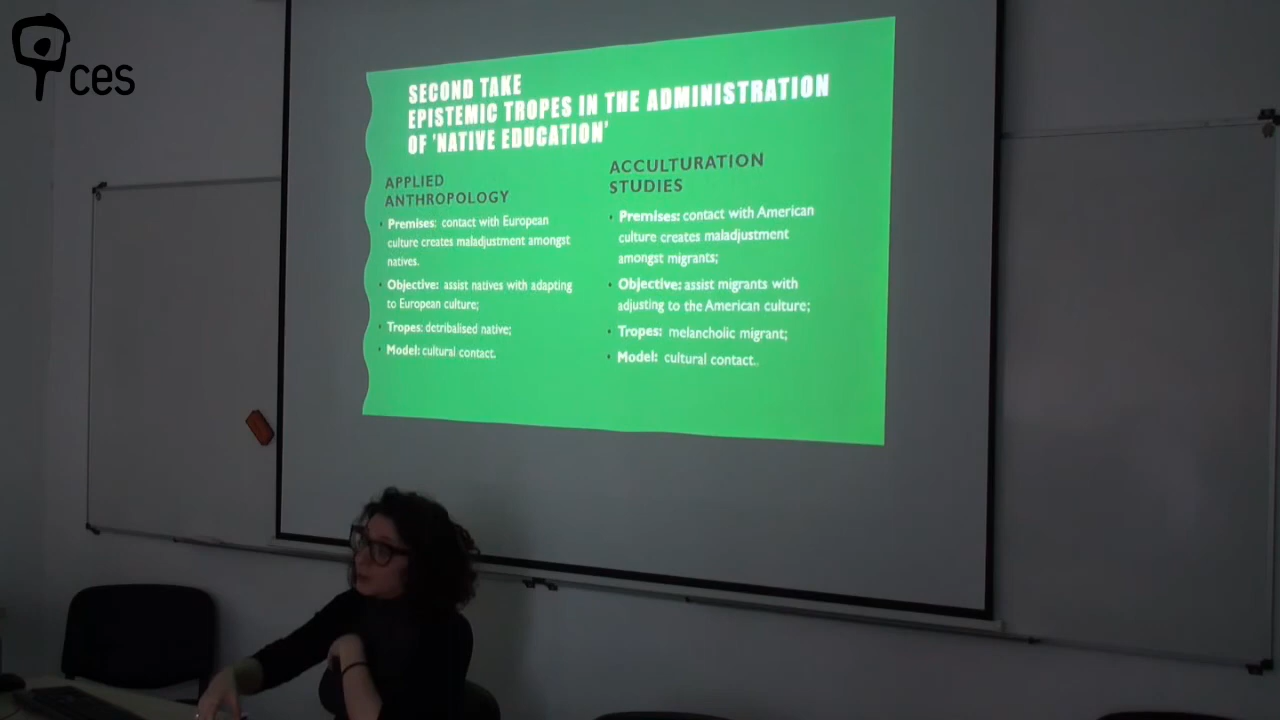 ces
SECOND TAKE
EPISTEMIC TROPES IN THE ADMINISTRATION
OF 'NATIVE EDUCATION'
APPLIED
ANTHROPOLOGY
• Premises: contact with European
culture creates maladjustment amongst
natives.
• Objective: assist natives with adapting
to European culture;
• Tropes: detribalised native;
• Model: cultural contact.
ACCULTURATION
STUDIES
• Premises: contact with American
culture creates maladjustment
amongst migrants;
• Objective: assist migrants with
adjusting to the American culture;
• Tropes: melancholic migrant;
• Model: cultural contact..